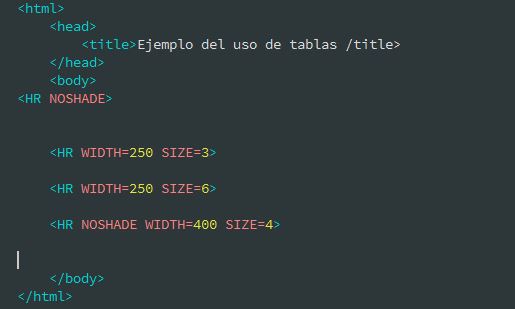 <html>
<head>
<title>Ejemplo del uso de tablas /title>
</head>
<body>
<HR NOSHADE>
<HR WIDTH=250 SIZE=3>
<HR WIDTH=250 SIZE=6>
<HR NOSHADE WIDTH=400 SIZE=4>
</body>
</html>